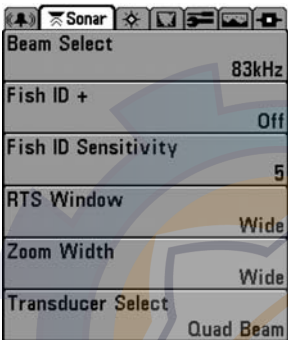 Sonar
Beam Select
83kHz
Fish ID +
Off
Fish ID Sensitivity
5
RTS Window
Wide
Zoom Width
Wide
Transducer Select
Quad Beam